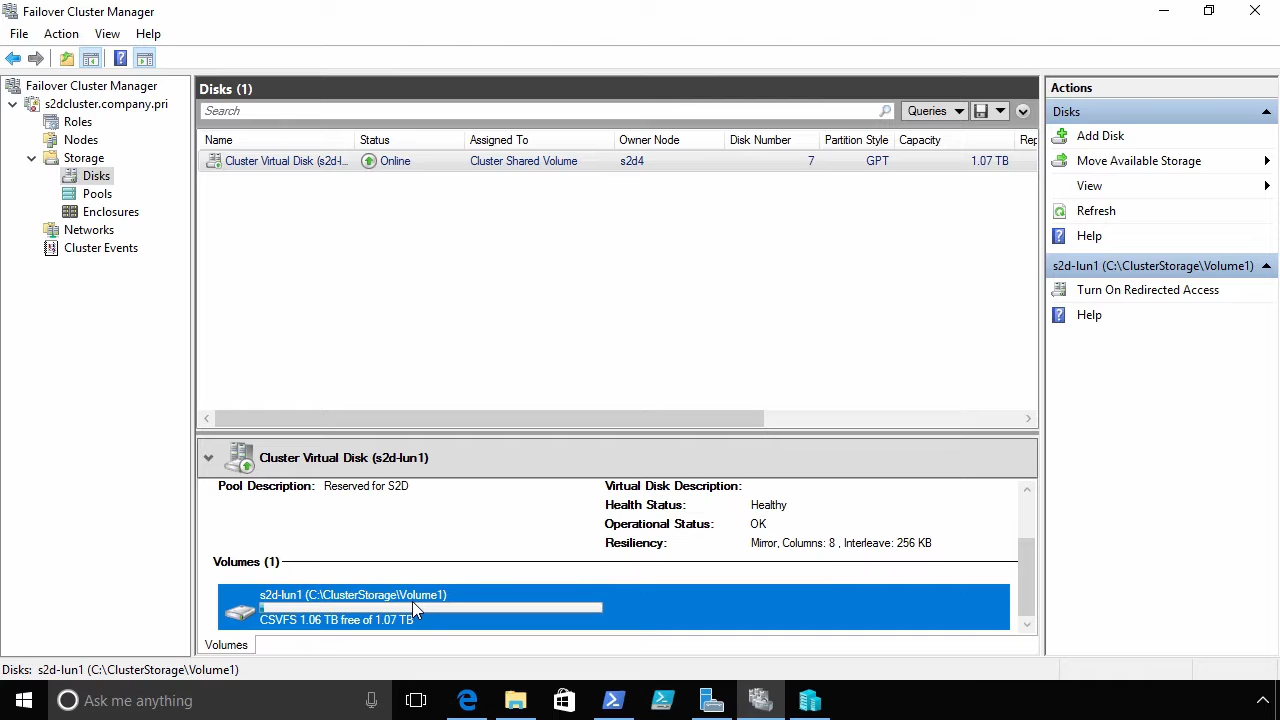 Failover Cluster Manager
File Action View Help
Failover Cluster Manager
s2dcluster.company.pri
Roles
Nodes
Storage
Disks
Pools
Enclosures
Networks
Cluster Events
Disks (1)
Search
Queries
Name Status Assigned To Owner Node Disk Number Partition Style Capacity Rep
Cluster Virtual Disk (s2d-l... Online Cluster Shared Volume s2d4 7 GPT 1.07 TB
Cluster Virtual Disk (s2d-lun1)
Pool Description: Reserved for S2D
Virtual Disk Description:
Health Status: Healthy
Operational Status: OK
Resiliency: Mirror, Columns: 8 , Interleave: 256 KB
Volumes (1)
s2d-lun1 (C:\ClusterStorage\Volume1)
CSVFS 1.06 TB free of 1.07 TB
Volumes
Actions
Disks
Add Disk
Move Available Storage
View
Refresh
Help
s2d-lun1 (C:\ClusterStorage\Volume1)
Turn On Redirected Access
Help
Disks: s2d-lun1 (C:\ClusterStorage\Volume1)
Ask me anything